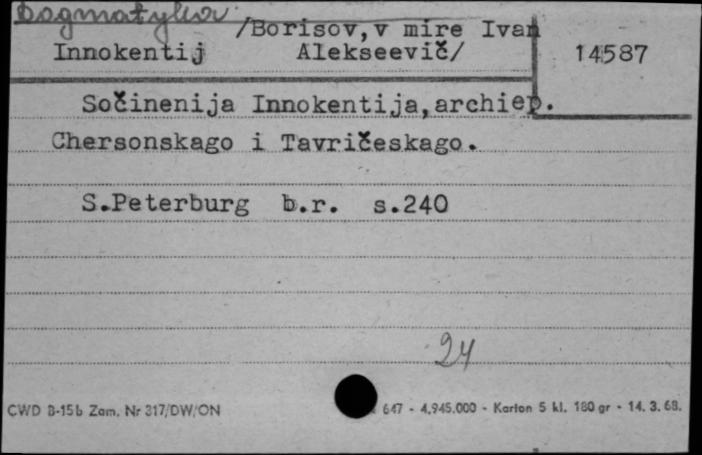 Dogmatyka
/Borisov,v mire Ivan
Innokentij Alekseevič/
14587
Sočinenija Innokentija,archiep.
Chersonskago i Tavričeskago.
S.Peterburg b.r. s.240
24
CWD B-15b Zam. Nr 317/DW/ON
647 - 4.945.000 - Karton 5 kl. 180 gr - 14. 3. 68.